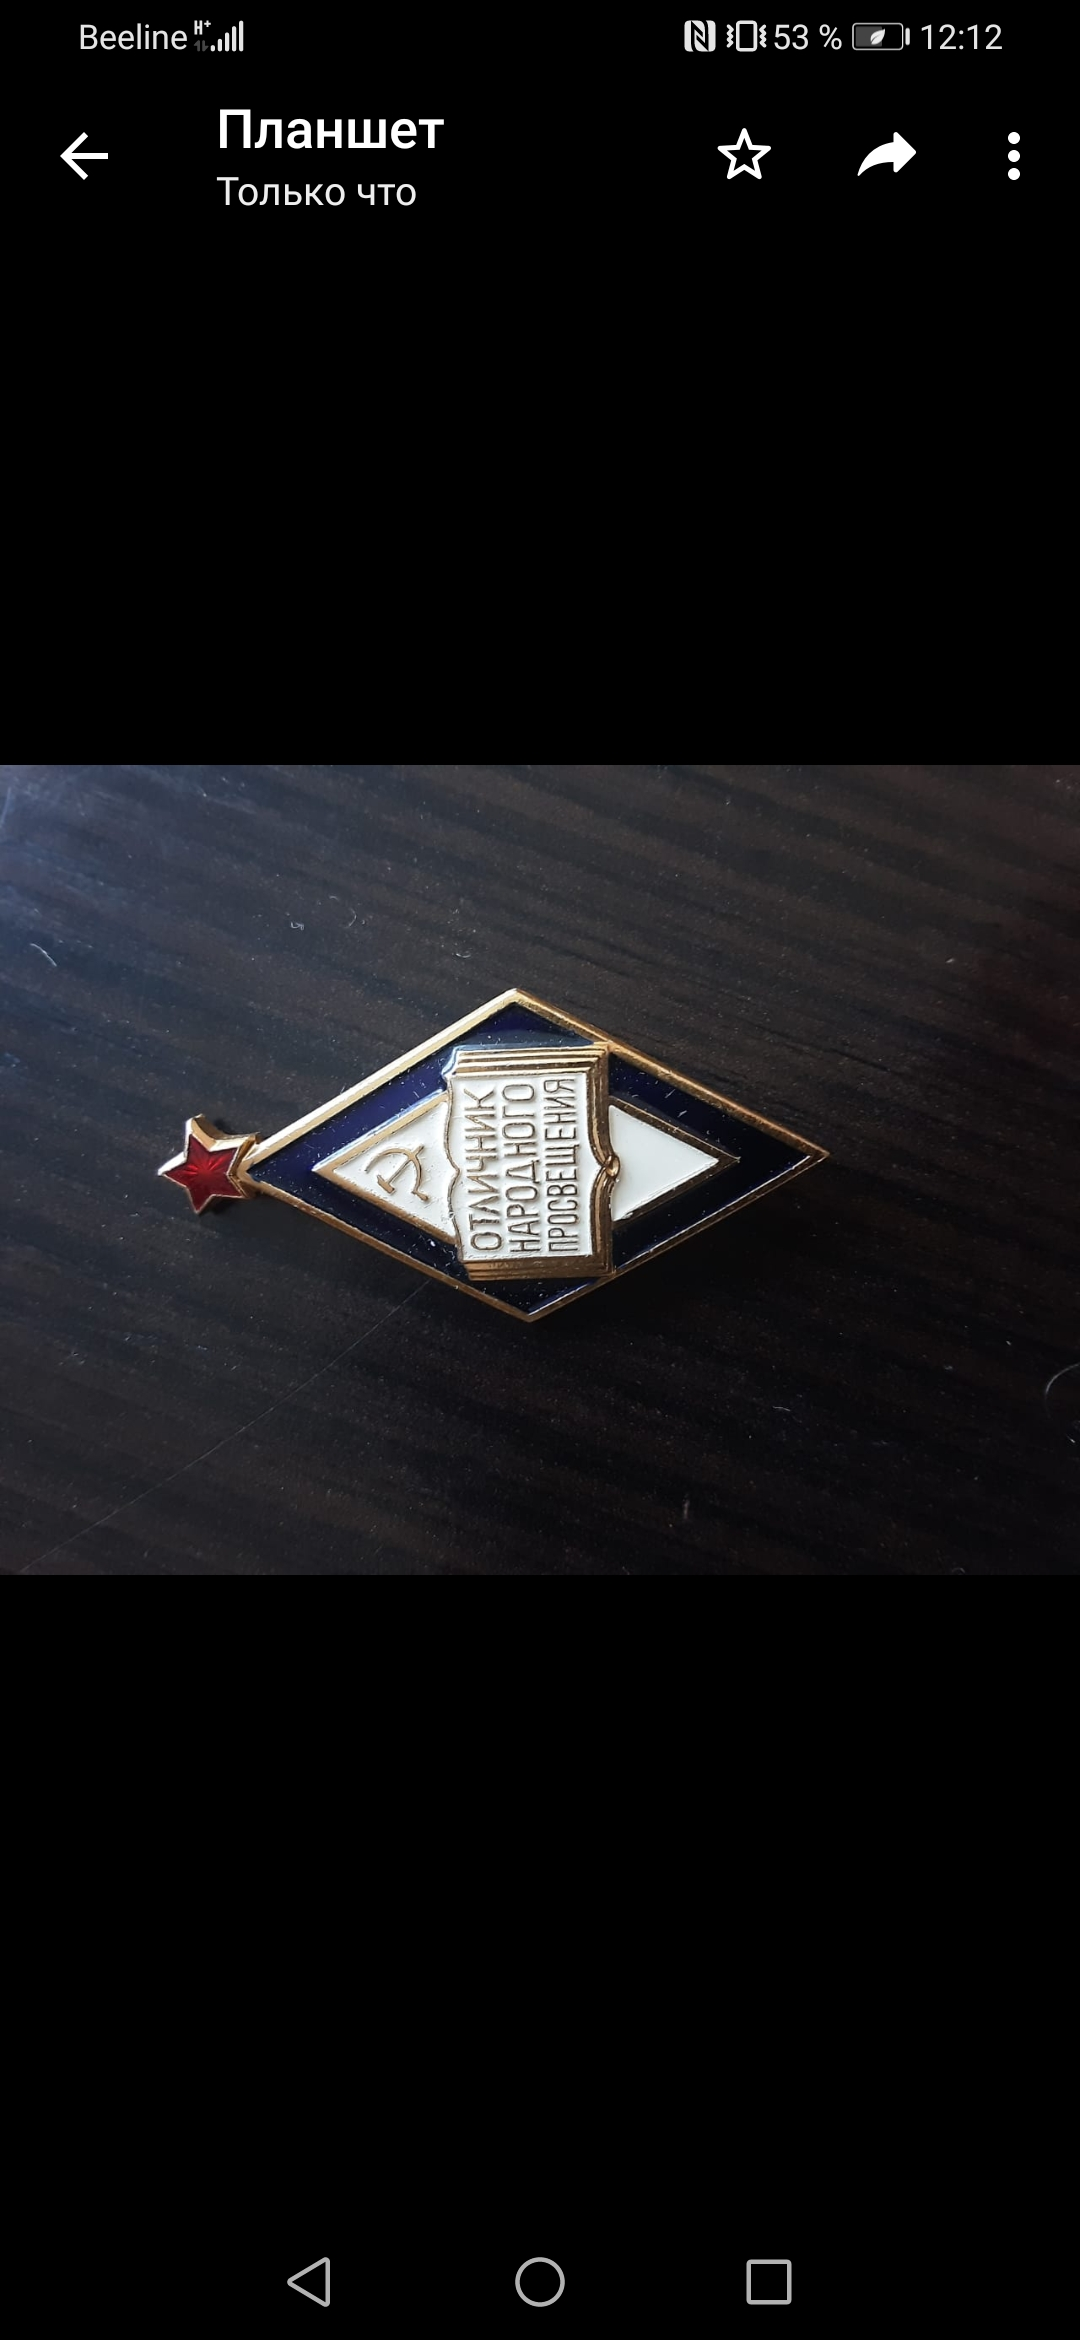 Beeline H+ 53 % 12:12
Планшет
Только что
ОТЛИЧНИК
НАРОДНОГО
ПРОСВЕЩЕНИЯ